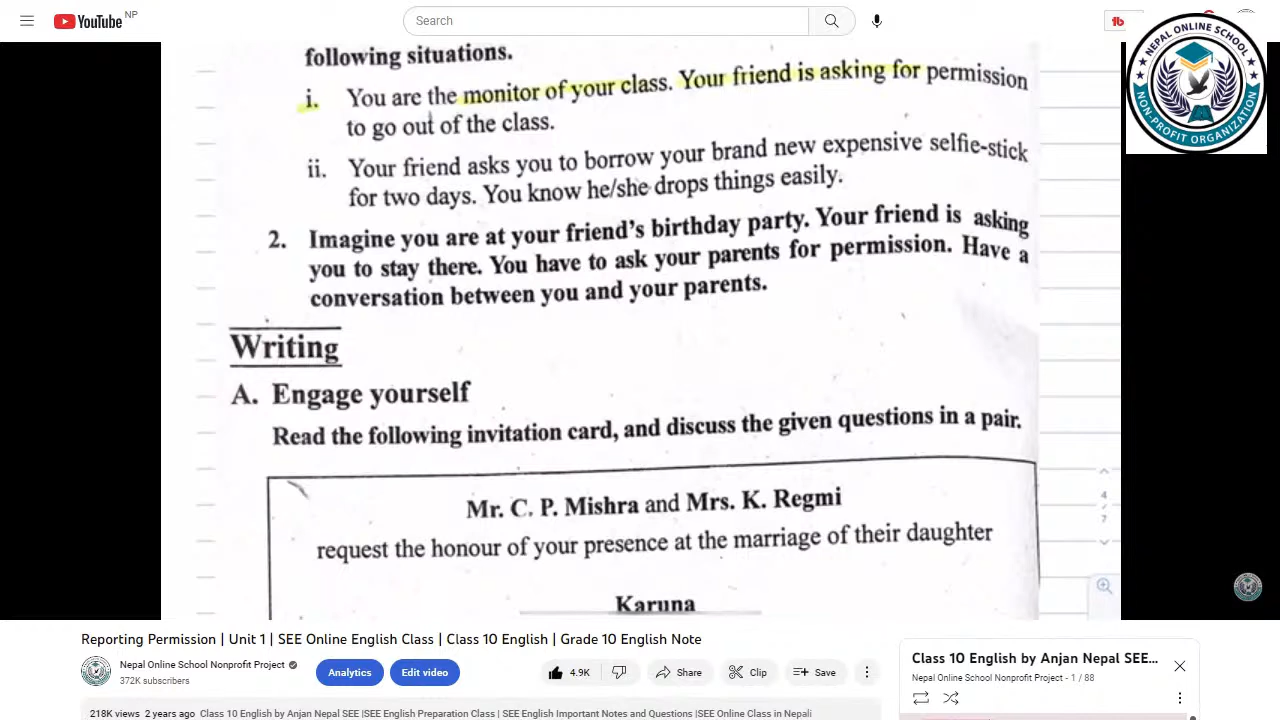 YouTube NP
Search
NEPAL ONLINE SCHOOL
NON-PROFIT ORGANIZATION
following situations.
i. You are the monitor of your class. Your friend is asking for permission
to go out of the class.
ii. Your friend asks you to borrow your brand new expensive selfie-stick
for two days. You know he/she drops things easily.
2. Imagine you are at your friend's birthday party. Your friend is asking
you to stay there. You have to ask your parents for permission. Have a
conversation between you and your parents.
Writing
A. Engage yourself
Read the following invitation card, and discuss the given questions in a pair.
Mr. C. P. Mishra and Mrs. K. Regmi
request the honour of your presence at the marriage of their daughter
Karuna
4
/
7
Reporting Permission | Unit 1 | SEE Online English Class | Class 10 English | Grade 10 English Note
Nepal Online School Nonprofit Project
372K subscribers
Analytics
Edit video
4.9K
Share
Clip
Save
218K views 2 years ago Class 10 English by Anjan Nepal SEE |SEE English Preparation Class | SEE English Important Notes and Questions |SEE Online Class in Nepali
Class 10 English by Anjan Nepal SEE...
Nepal Online School Nonprofit Project - 1 / 88